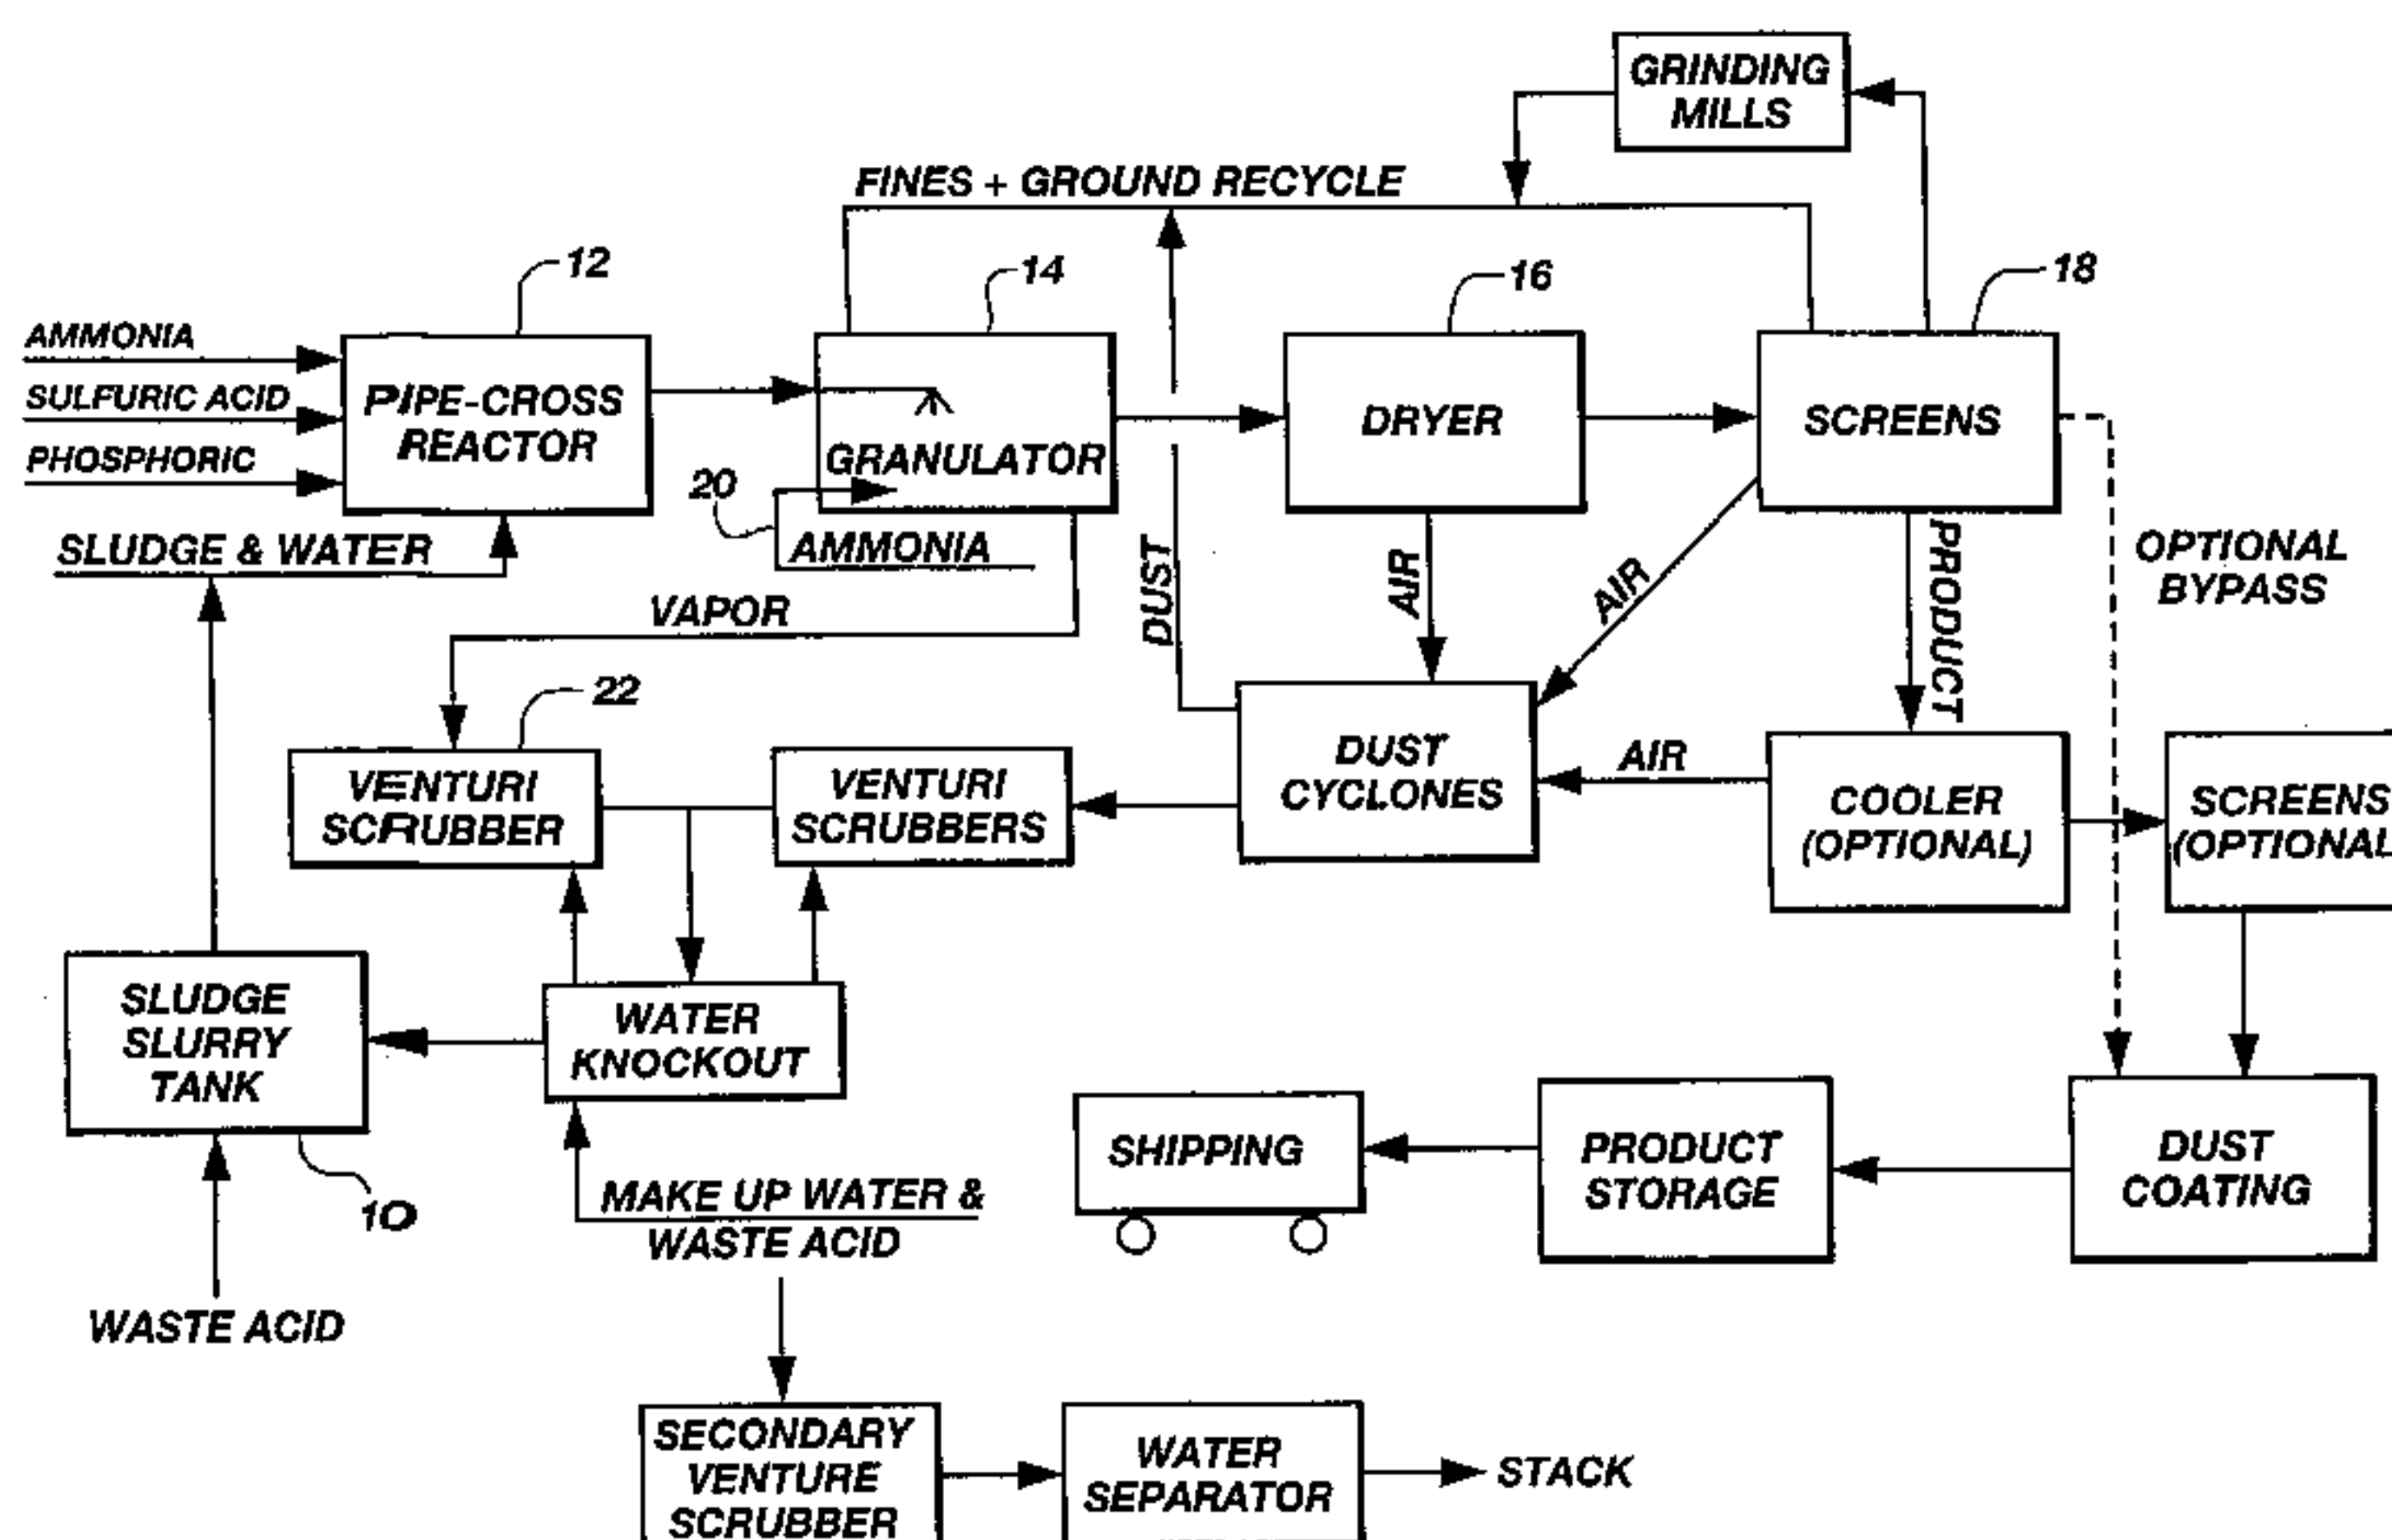 GRINDING
MILLS
FINES + GROUND RECYCLE
12
14
16
18
AMMONIA
SULFURIC ACID
PHOSPHORIC
PIPE-CROSS
REACTOR
GRANULATOR
DRYER
SCREENS
20
AMMONIA
SLUDGE & WATER
VAPOR
DUST
AIR
AIR
PRODUCT
OPTIONAL
BYPASS
22
VENTURI
SCRUBBER
VENTURI
SCRUBBERS
DUST
CYCLONES
AIR
COOLER
(OPTIONAL)
SCREENS
(OPTIONAL
SLUDGE
SLURRY
TANK
WATER
KNOCKOUT
SHIPPING
PRODUCT
STORAGE
DUST
COATING
10
MAKE UP WATER &
WASTE ACID
WASTE ACID
SECONDARY
VENTURE
SCRUBBER
WATER
SEPARATOR
STACK